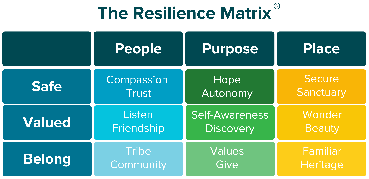 The Resilience Matrix®
People Purpose Place
Safe
Compassion
Trust
Hope
Autonomy
Secure
Sanctuary
Valued
Listen
Friendship
Self-Awareness
Discovery
Wonder
Beauty
Belong
Tribe
Community
Values
Give
Familiar
Heritage